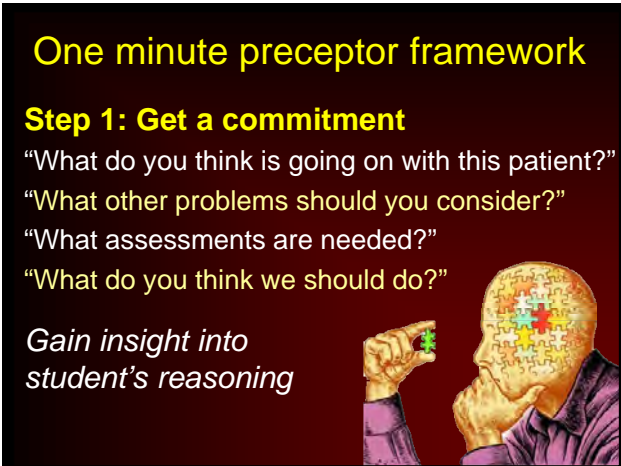 One minute preceptor framework
Step 1: Get a commitment
“What do you think is going on with this patient?”
“What other problems should you consider?”
“What assessments are needed?”
“What do you think we should do?”
Gain insight into
student’s reasoning